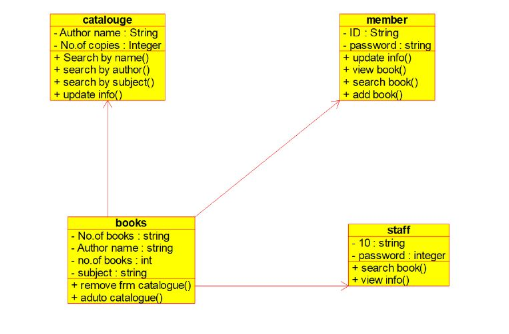 catalouge
- Author name : String
- No.of copies : Integer
+ Search by name()
+ search by author()
+ search by subject()
+ update info()
member
- ID : String
- password : string
+ update info()
+ view book()
+ search book()
+ add book()
books
- No.of books : string
- Author name : string
- no.of books : int
- subject : string
+ remove frm catalogue()
+ aduto catalogue()
staff
- 10 : string
- password : integer
+ search book()
+ view info()